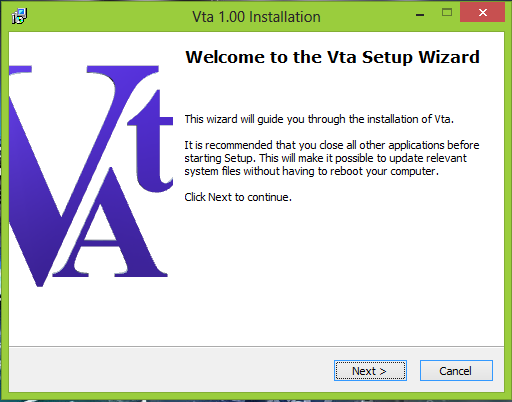 Vta 1.00 Installation
Welcome to the Vta Setup Wizard
VtA
This wizard will guide you through the installation of Vta.
It is recommended that you close all other applications before
starting Setup. This will make it possible to update relevant
system files without having to reboot your computer.
Click Next to continue.
Next >
Cancel